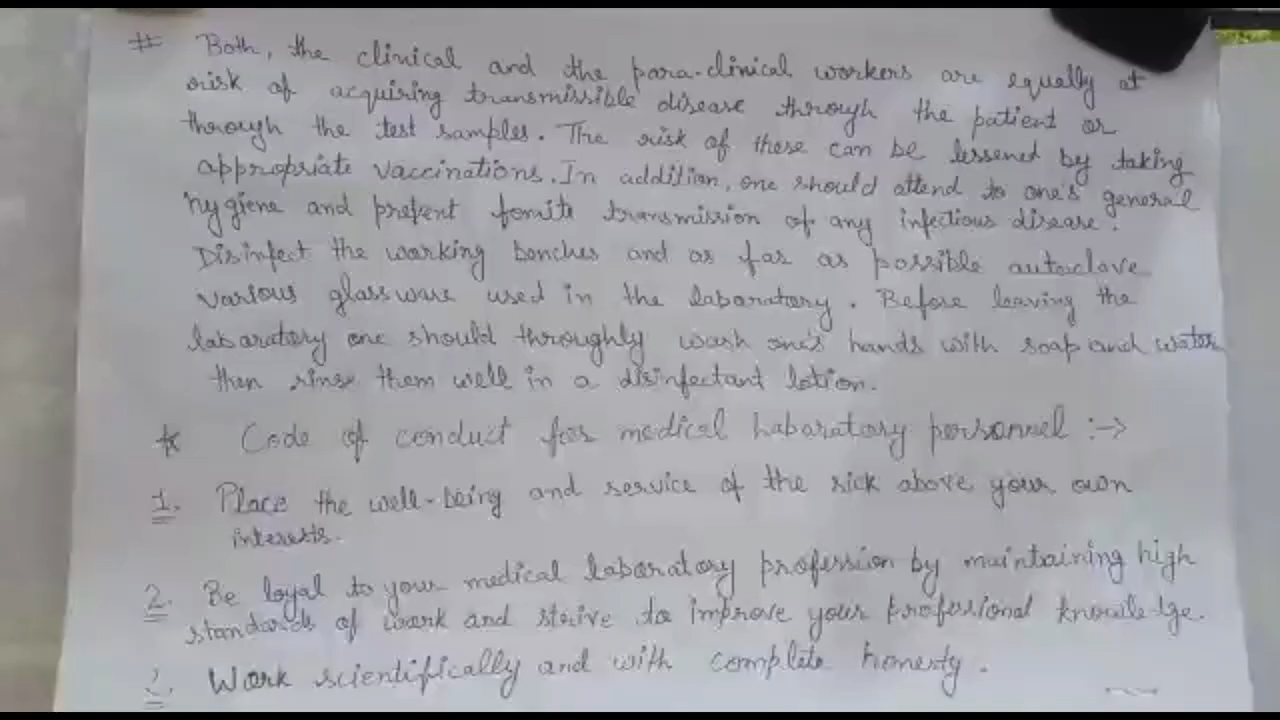 # Both, the clinical and the para-clinical workers are equally at
risk of acquiring transmissible disease through the patient or
through the test samples. The risk of these can be lessened by taking
appropriate vaccinations. In addition, one should attend to one's general
hygiene and prefent fomite transmission of any infectious disease.
Disinfect the working benches and as far as possible autoclave
various glassware used in the laboratory. Before leaving the
laboratory one should throughly wash one's hands with soap and water
then rinse them well in a disinfectant lotion.
* Code of conduct for medical Labaratory personnel :->
1. Place the well-being and service of the sick above your own
interests.
2. Be loyal to your medical laboratory profession by maintaining high
standards of work and strive to improve your professional knowledge.
Work scientifically and with complete honesty.